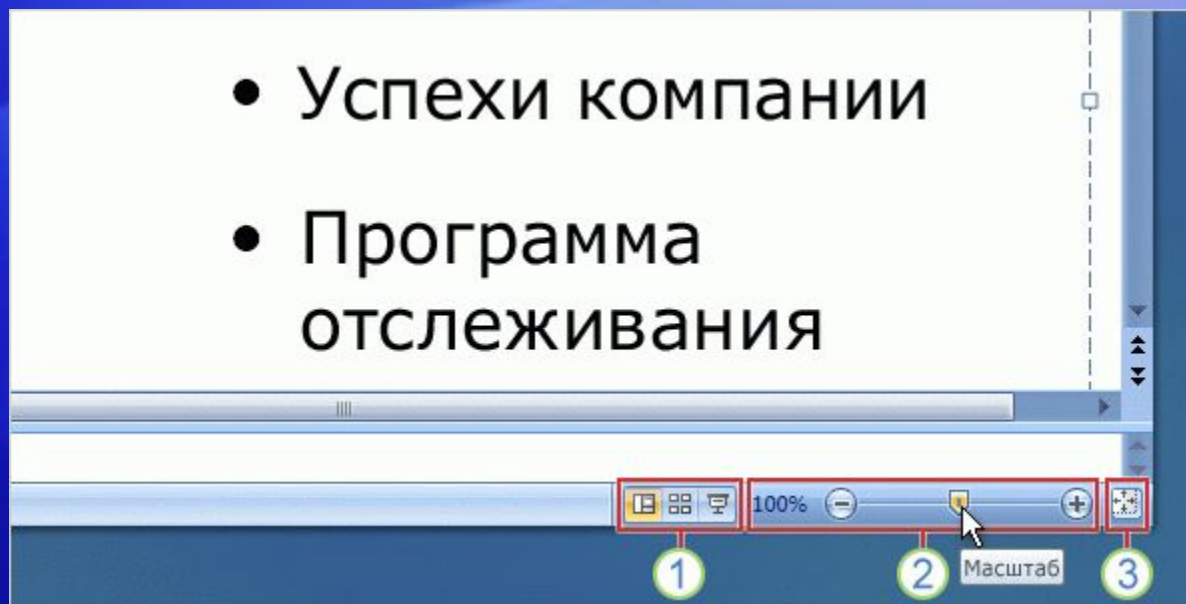 • Успехи компании
• Программа
отслеживания
100%
Масштаб
1 2 3